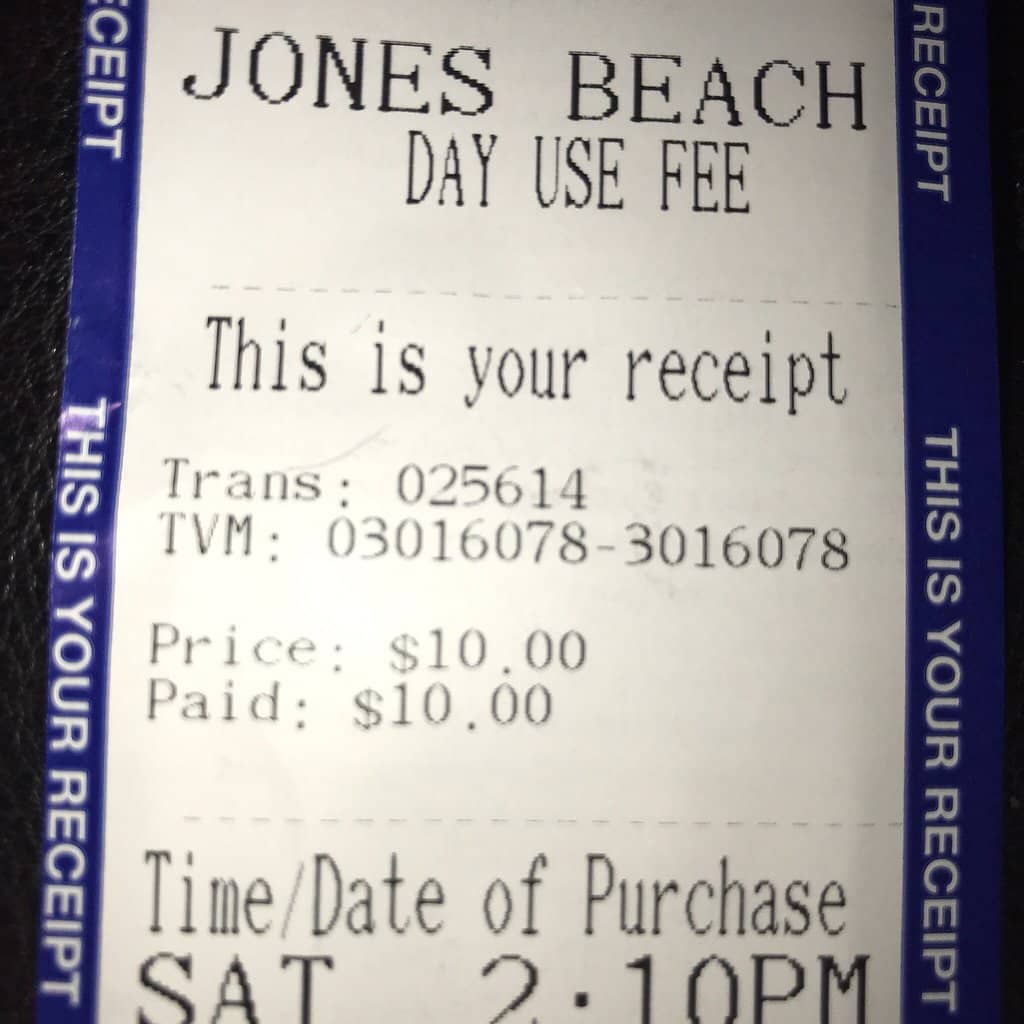 JONES BEACH
DAY USE FEE
This is your receipt
Trans: 025614
TVM: 03016078-3016078
Price: $10.00
Paid: $10.00
Time/Date of Purchase
SAT 2:10PM
RECEIPT
THIS IS YOUR RECEIPT
RECEIPT
THIS IS YOUR RECEIPT